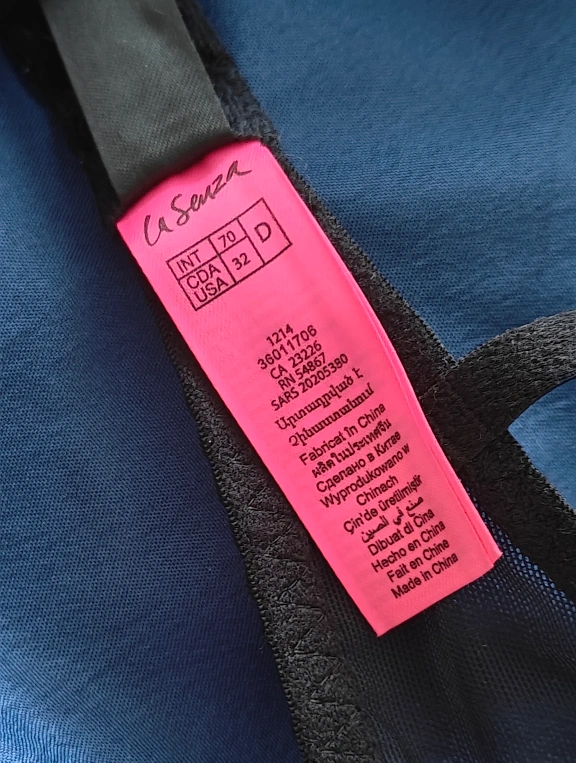 La Senza
INT 70 D
CDA USA 32
1214
36011706
CA 23226
RN 54867
SARS 20205380
Արտադրված է
Չինաստանում
Fabricat în China
ผลิตในประเทศจีน
Сделано в Китае
Wyprodukowano w
Chinach
Çin'de üretilmiştir
صنع في الصين
Dibuat di Cina
Hecho en China
Fait en Chine
Made in China